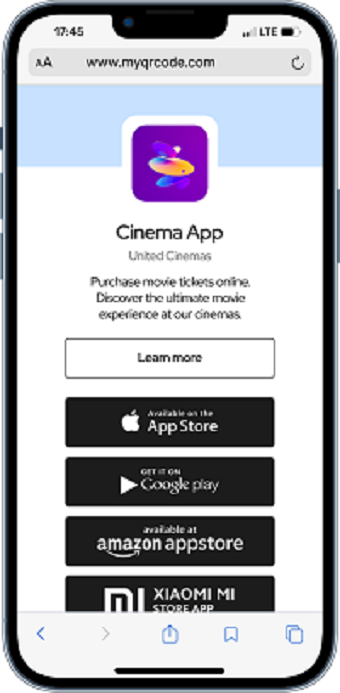 17:45 LTE
AA www.myqrcode.com
Cinema App
United Cinemas
Purchase movie tickets online.
Discover the ultimate movie
experience at our cinemas.
Learn more
Available on the
App Store
GET IT ON
Google play
available at
amazon appstore
mi XIAOMI MI
STORE APP